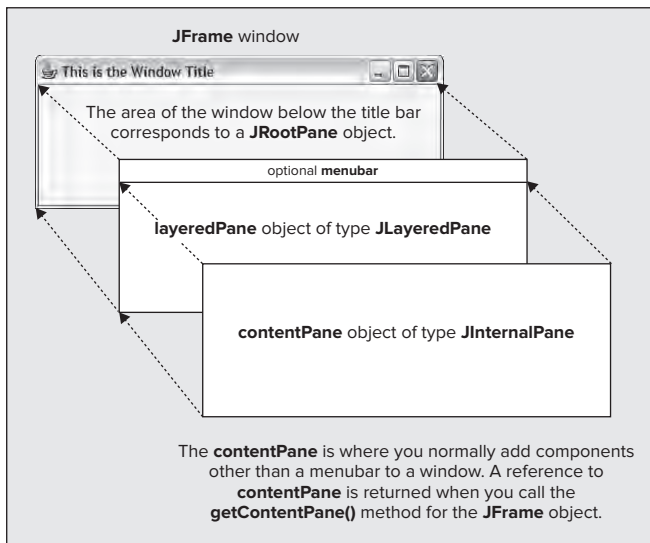 JFrame window
This is the Window Title
The area of the window below the title bar
corresponds to a JRootPane object.
optional menubar
layeredPane object of type JLayeredPane
contentPane object of type JInternalPane
The contentPane is where you normally add components
other than a menubar to a window. A reference to
contentPane is returned when you call the
getContentPane() method for the JFrame object.